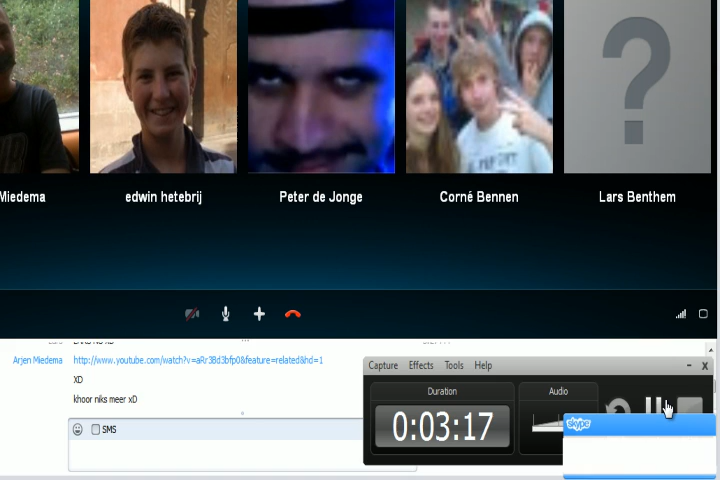 Miedema
edwin hetebrij
Peter de Jonge
Corné Bennen
Lars Benthem
?
Arjen Miedema
http://www.youtube.com/watch?v=aRr3Bd3bfp0&feature=related&hd=1
XD
khoor niks meer xD
SMS
Capture Effects Tools Help
Duration
Audio
0:03:17
skype